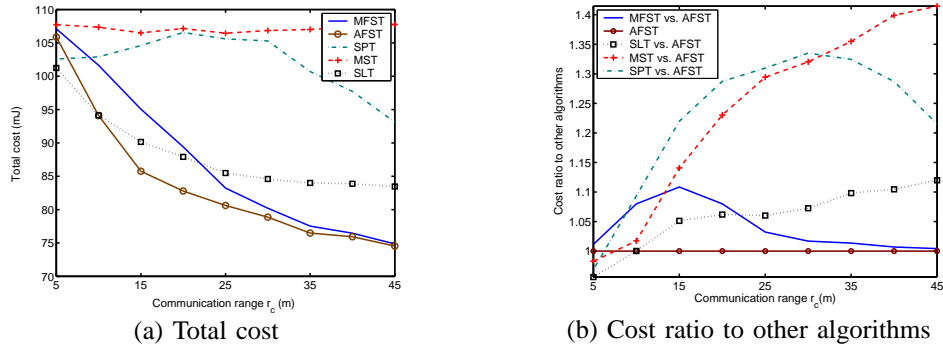 110
105
100
95
90
85
80
75
70
5
10
15
20
25
30
35
40
45
Total cost (mJ)
Communication range r_c (m)
MFST
AFST
SPT
MST
SLT
(a) Total cost
1.4
1.35
1.3
1.25
1.2
1.15
1.1
1.05
1
5
10
15
20
25
30
35
40
45
Cost ratio to other algorithms
Communication range r_c (m)
MFST vs. AFST
AFST
SLT vs. AFST
MST vs. AFST
SPT vs. AFST
(b) Cost ratio to other algorithms